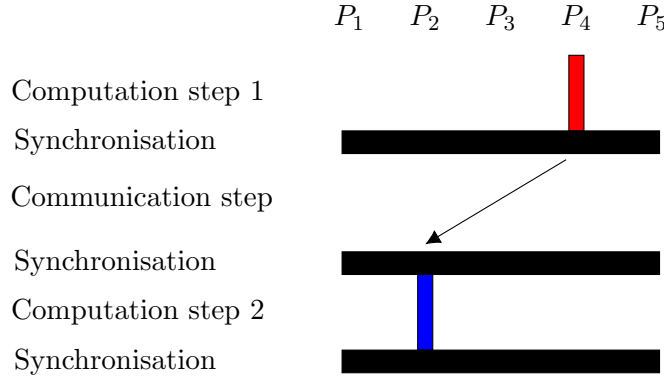 P₁ P₂ P₃ P₄ P₅
Computation step 1
Synchronisation
Communication step
Synchronisation
Computation step 2
Synchronisation